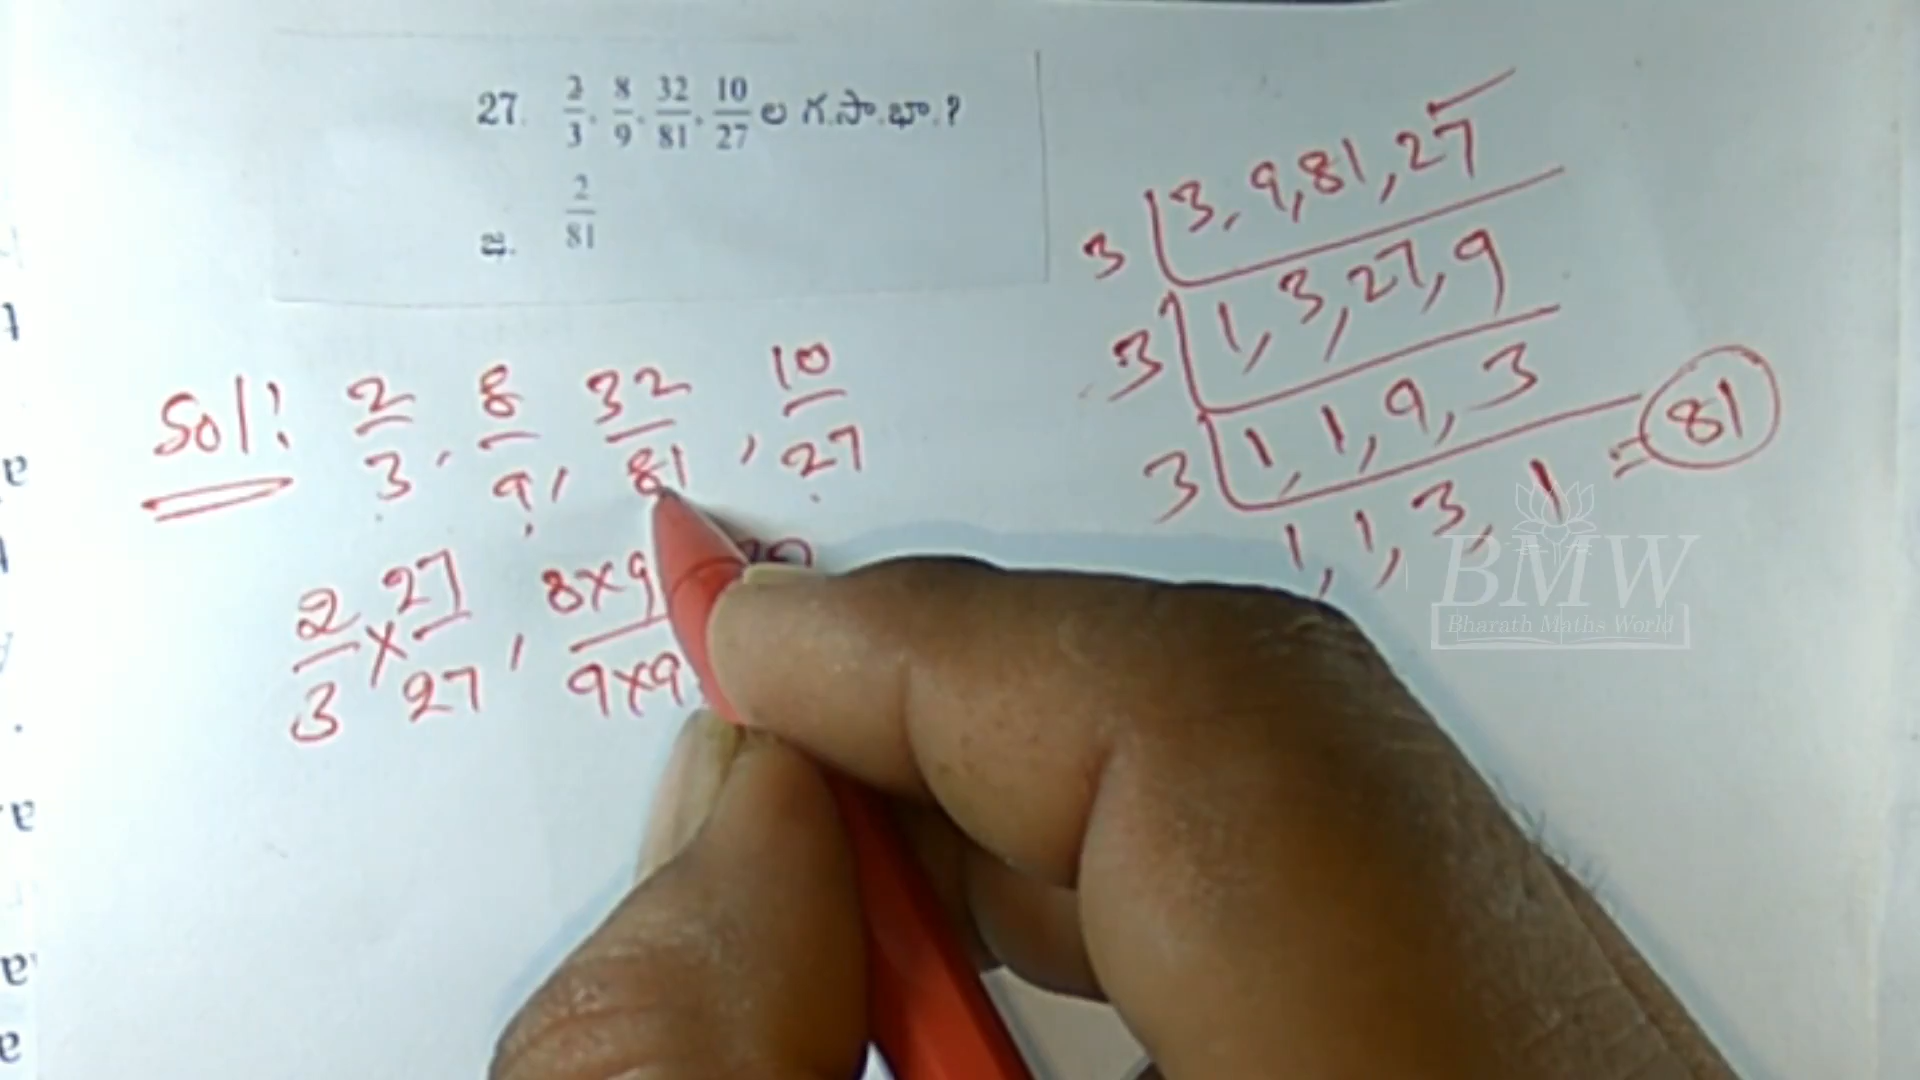 27. 2/3, 8/9, 32/81, 10/27 ల గ.సా.భా.?
జ. 2/81
Sol: 2/3, 8/9, 32/81, 10/27
2/3 × 27/27, 8×9/9×9
3 | 3, 9, 81, 27
3 | 1, 3, 27, 9
3 | 1, 1, 9, 3 = 81
1, 1, 3, 1
BMW
Bharath Maths World